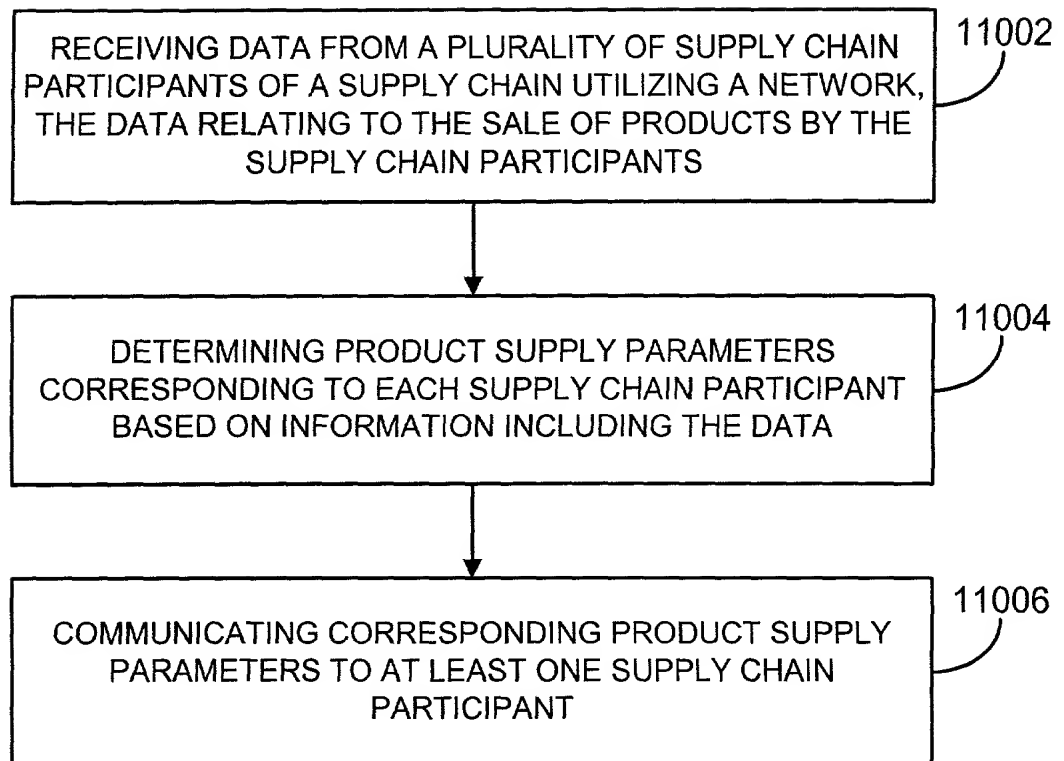 RECEIVING DATA FROM A PLURALITY OF SUPPLY CHAIN
PARTICIPANTS OF A SUPPLY CHAIN UTILIZING A NETWORK,
THE DATA RELATING TO THE SALE OF PRODUCTS BY THE
SUPPLY CHAIN PARTICIPANTS
11002
DETERMINING PRODUCT SUPPLY PARAMETERS
CORRESPONDING TO EACH SUPPLY CHAIN PARTICIPANT
BASED ON INFORMATION INCLUDING THE DATA
11004
COMMUNICATING CORRESPONDING PRODUCT SUPPLY
PARAMETERS TO AT LEAST ONE SUPPLY CHAIN
PARTICIPANT
11006